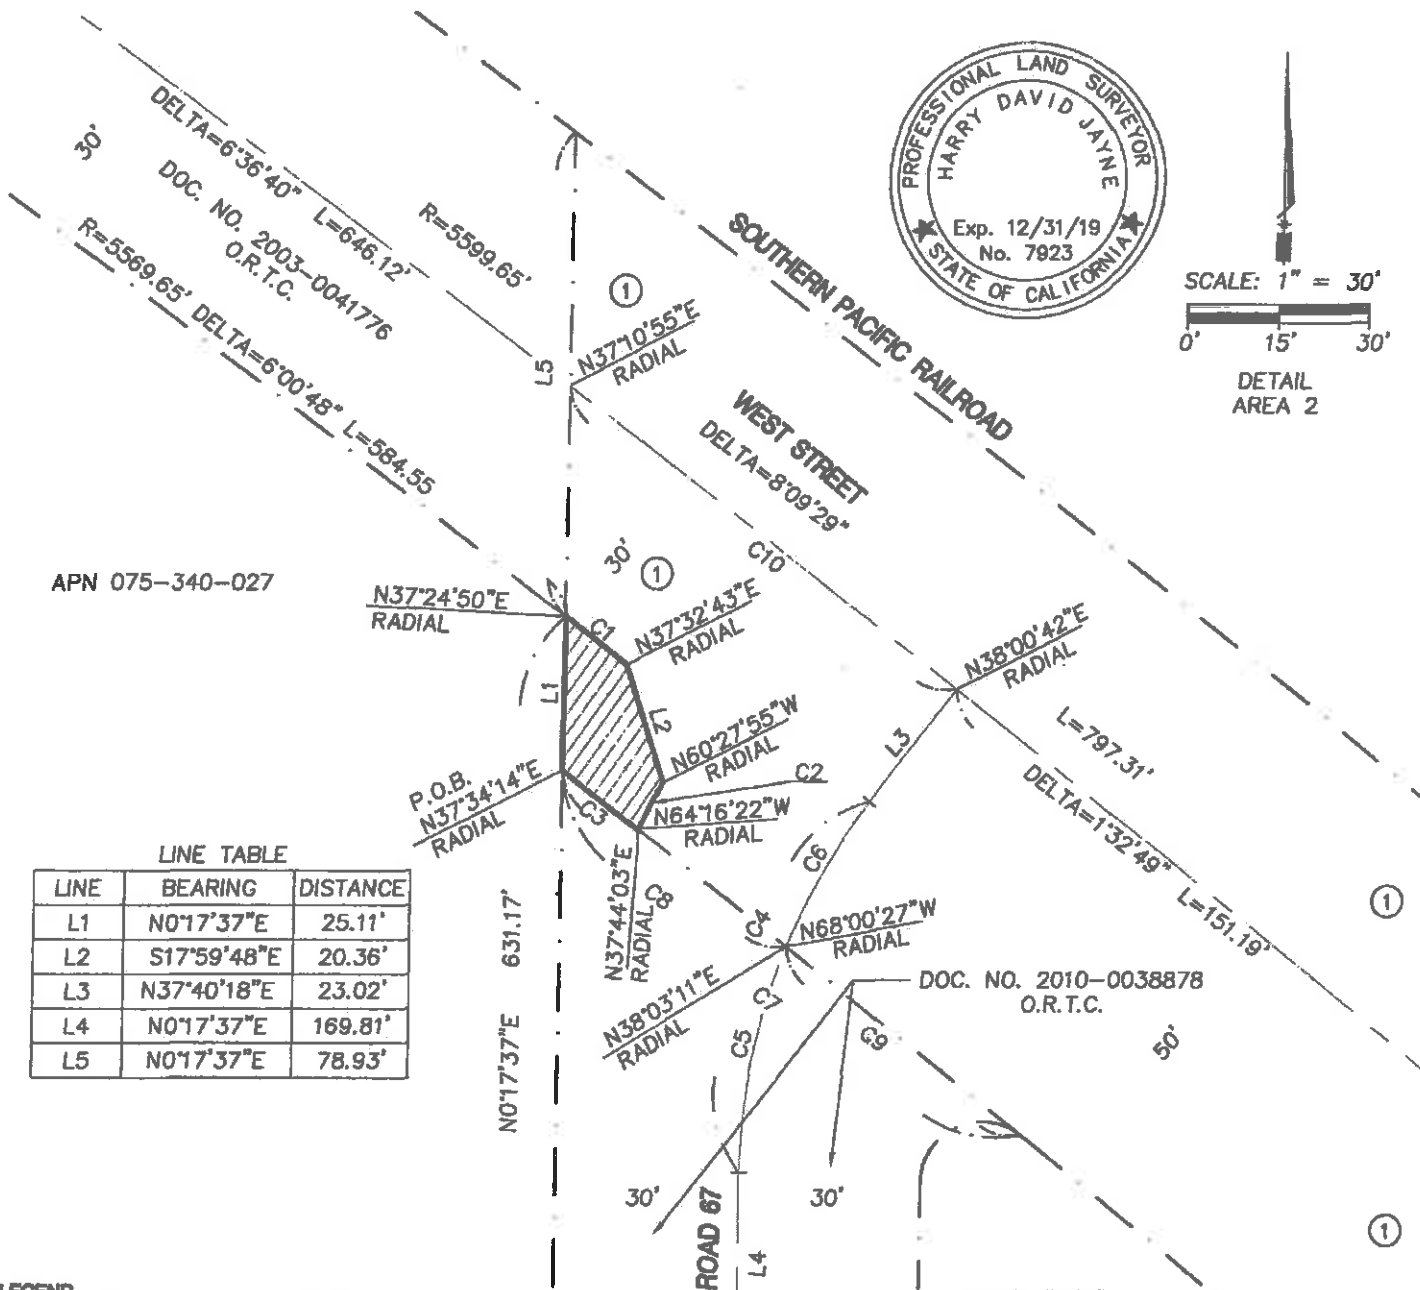 PROFESSIONAL LAND SURVEYOR
HARRY DAVID JAYNE
Exp. 12/31/19
No. 7923
STATE OF CALIFORNIA
SCALE: 1" = 30'
0' 15' 30'
DETAIL
AREA 2
30'
DELTA=6°36'40" L=646.12'
R=5599.65'
DOC. NO. 2003-0041776
O.R.T.C.
R=5569.65' DELTA=6°00'48" L=584.55
SOUTHERN PACIFIC RAILROAD
1
N37°10'55"E
RADIAL
L5
WEST STREET
DELTA=8°09'29"
C10
30'
1
APN 075-340-027
N37°24'50"E
RADIAL
C1
N37°32'43"E
RADIAL
L1
L2
N38°00'42"E
RADIAL
N60°27'55"W
RADIAL
L3
L=797.31'
P.O.B.
N37°34'14"E
RADIAL
C2
C3
N64°16'22"W
RADIAL
DELTA=1°32'49" L=151.19'
C6
N37°44'03"E
RADIAL
C8
C4
N68°00'27"W
RADIAL
1
LINE TABLE
LINE BEARING DISTANCE
L1 N0°17'37"E 25.11'
L2 S17°59'48"E 20.36'
L3 N37°40'18"E 23.02'
L4 N0°17'37"E 169.81'
L5 N0°17'37"E 78.93'
N0°17'37"E 631.17'
N38°03'11"E
RADIAL
C7
C5
DOC. NO. 2010-0038878
O.R.T.C.
C9
50'
30'
30'
ROAD 67
L4
1
LEGEND